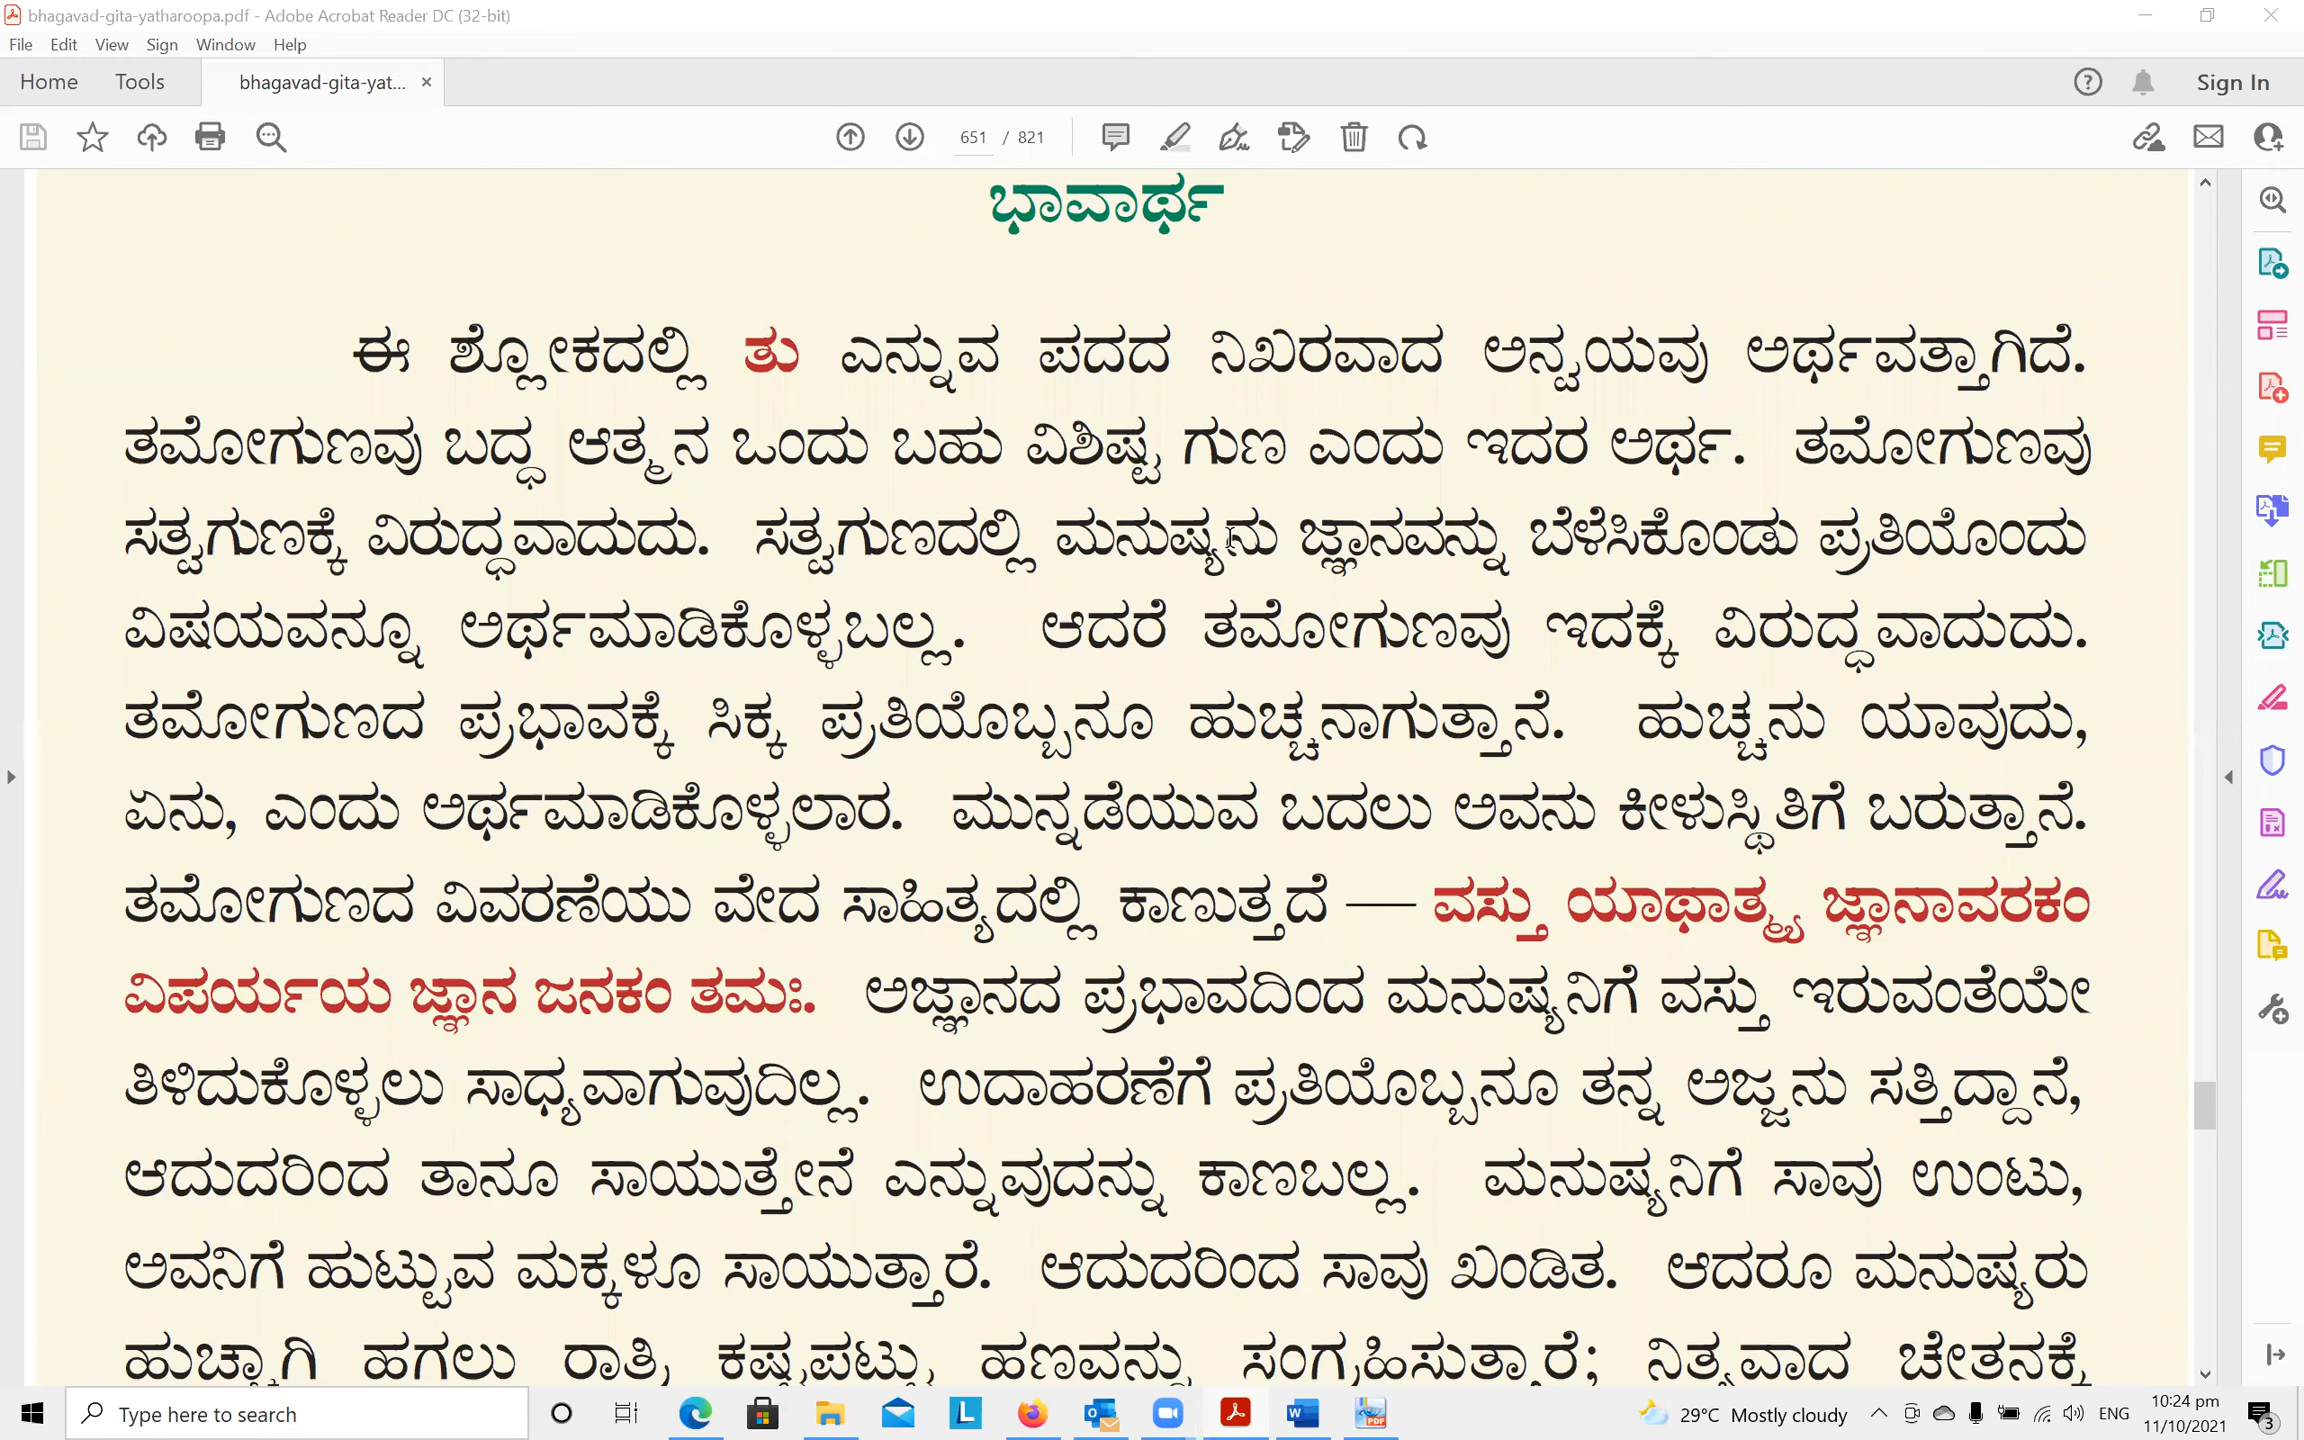 bhagavad-gita-yatharoopa.pdf - Adobe Acrobat Reader DC (32-bit)
File Edit View Sign Window Help
Home Tools bhagavad-gita-yat... × Sign In
651 / 821
ಭಾವಾರ್ಥ
ಈ ಶ್ಲೋಕದಲ್ಲಿ ತು ಎನ್ನುವ ಪದದ ನಿಖರವಾದ ಅನ್ವಯವು ಅರ್ಥವತ್ತಾಗಿದೆ.
ತಮೋಗುಣವು ಬದ್ಧ ಆತ್ಮನ ಒಂದು ಬಹು ವಿಶಿಷ್ಟ ಗುಣ ಎಂದು ಇದರ ಅರ್ಥ. ತಮೋಗುಣವು
ಸತ್ವಗುಣಕ್ಕೆ ವಿರುದ್ಧವಾದುದು. ಸತ್ವಗುಣದಲ್ಲಿ ಮನುಷ್ಯನು ಜ್ಞಾನವನ್ನು ಬೆಳೆಸಿಕೊಂಡು ಪ್ರತಿಯೊಂದು
ವಿಷಯವನ್ನೂ ಅರ್ಥಮಾಡಿಕೊಳ್ಳಬಲ್ಲ. ಆದರೆ ತಮೋಗುಣವು ಇದಕ್ಕೆ ವಿರುದ್ಧವಾದುದು.
ತಮೋಗುಣದ ಪ್ರಭಾವಕ್ಕೆ ಸಿಕ್ಕ ಪ್ರತಿಯೊಬ್ಬನೂ ಹುಚ್ಚನಾಗುತ್ತಾನೆ. ಹುಚ್ಚನು ಯಾವುದು,
ಏನು, ಎಂದು ಅರ್ಥಮಾಡಿಕೊಳ್ಳಲಾರ. ಮುನ್ನಡೆಯುವ ಬದಲು ಅವನು ಕೀಳುಸ್ಥಿತಿಗೆ ಬರುತ್ತಾನೆ.
ತಮೋಗುಣದ ವಿವರಣೆಯು ವೇದ ಸಾಹಿತ್ಯದಲ್ಲಿ ಕಾಣುತ್ತದೆ — ವಸ್ತು ಯಾಥಾತ್ಮ್ಯ ಜ್ಞಾನಾವರಕಂ
ವಿಪರ್ಯಯ ಜ್ಞಾನ ಜನಕಂ ತಮಃ. ಅಜ್ಞಾನದ ಪ್ರಭಾವದಿಂದ ಮನುಷ್ಯನಿಗೆ ವಸ್ತು ಇರುವಂತೆಯೇ
ತಿಳಿದುಕೊಳ್ಳಲು ಸಾಧ್ಯವಾಗುವುದಿಲ್ಲ. ಉದಾಹರಣೆಗೆ ಪ್ರತಿಯೊಬ್ಬನೂ ತನ್ನ ಅಜ್ಜನು ಸತ್ತಿದ್ದಾನೆ,
ಆದುದರಿಂದ ತಾನೂ ಸಾಯುತ್ತೇನೆ ಎನ್ನುವುದನ್ನು ಕಾಣಬಲ್ಲ. ಮನುಷ್ಯನಿಗೆ ಸಾವು ಉಂಟು,
ಅವನಿಗೆ ಹುಟ್ಟುವ ಮಕ್ಕಳೂ ಸಾಯುತ್ತಾರೆ. ಆದುದರಿಂದ ಸಾವು ಖಂಡಿತ. ಆದರೂ ಮನುಷ್ಯರು
ಹುಚ್ಚಾಗಿ ಹಗಲು ರಾತ್ರಿ ಕಷ್ಟಪಟ್ಟು ಹಣವನ್ನು ಸಂಗ್ರಹಿಸುತ್ತಾರೆ; ನಿತ್ಯವಾದ ಚೇತನಕ್ಕೆ
Type here to search 29°C Mostly cloudy ENG 10:24 pm
11/10/2021 3